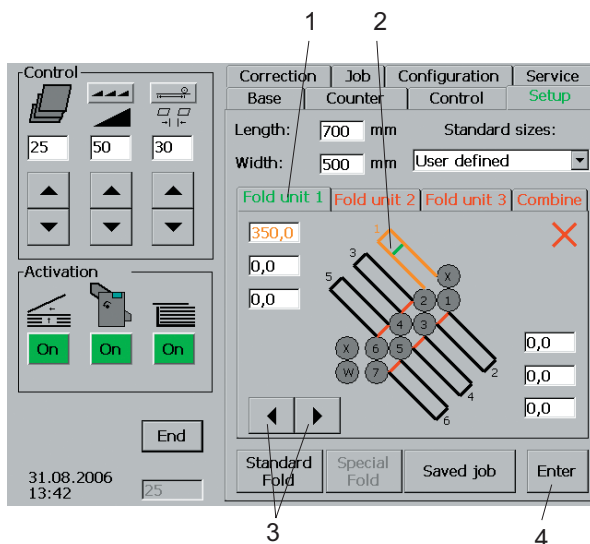 1 2
Control
25 50 30
Activation
On On On
End
31.08.2006
13:42
25
Correction Job Configuration Service
Base Counter Control Setup
Length: 700 mm Standard sizes:
Width: 500 mm User defined
Fold unit 1 Fold unit 2 Fold unit 3 Combine
350,0
0,0
0,0
1
3
5
X
2 1
4 3
X 6 5
W 7
2
4
6
0,0
0,0
0,0
Standard Fold
Special Fold
Saved job
Enter
3 4